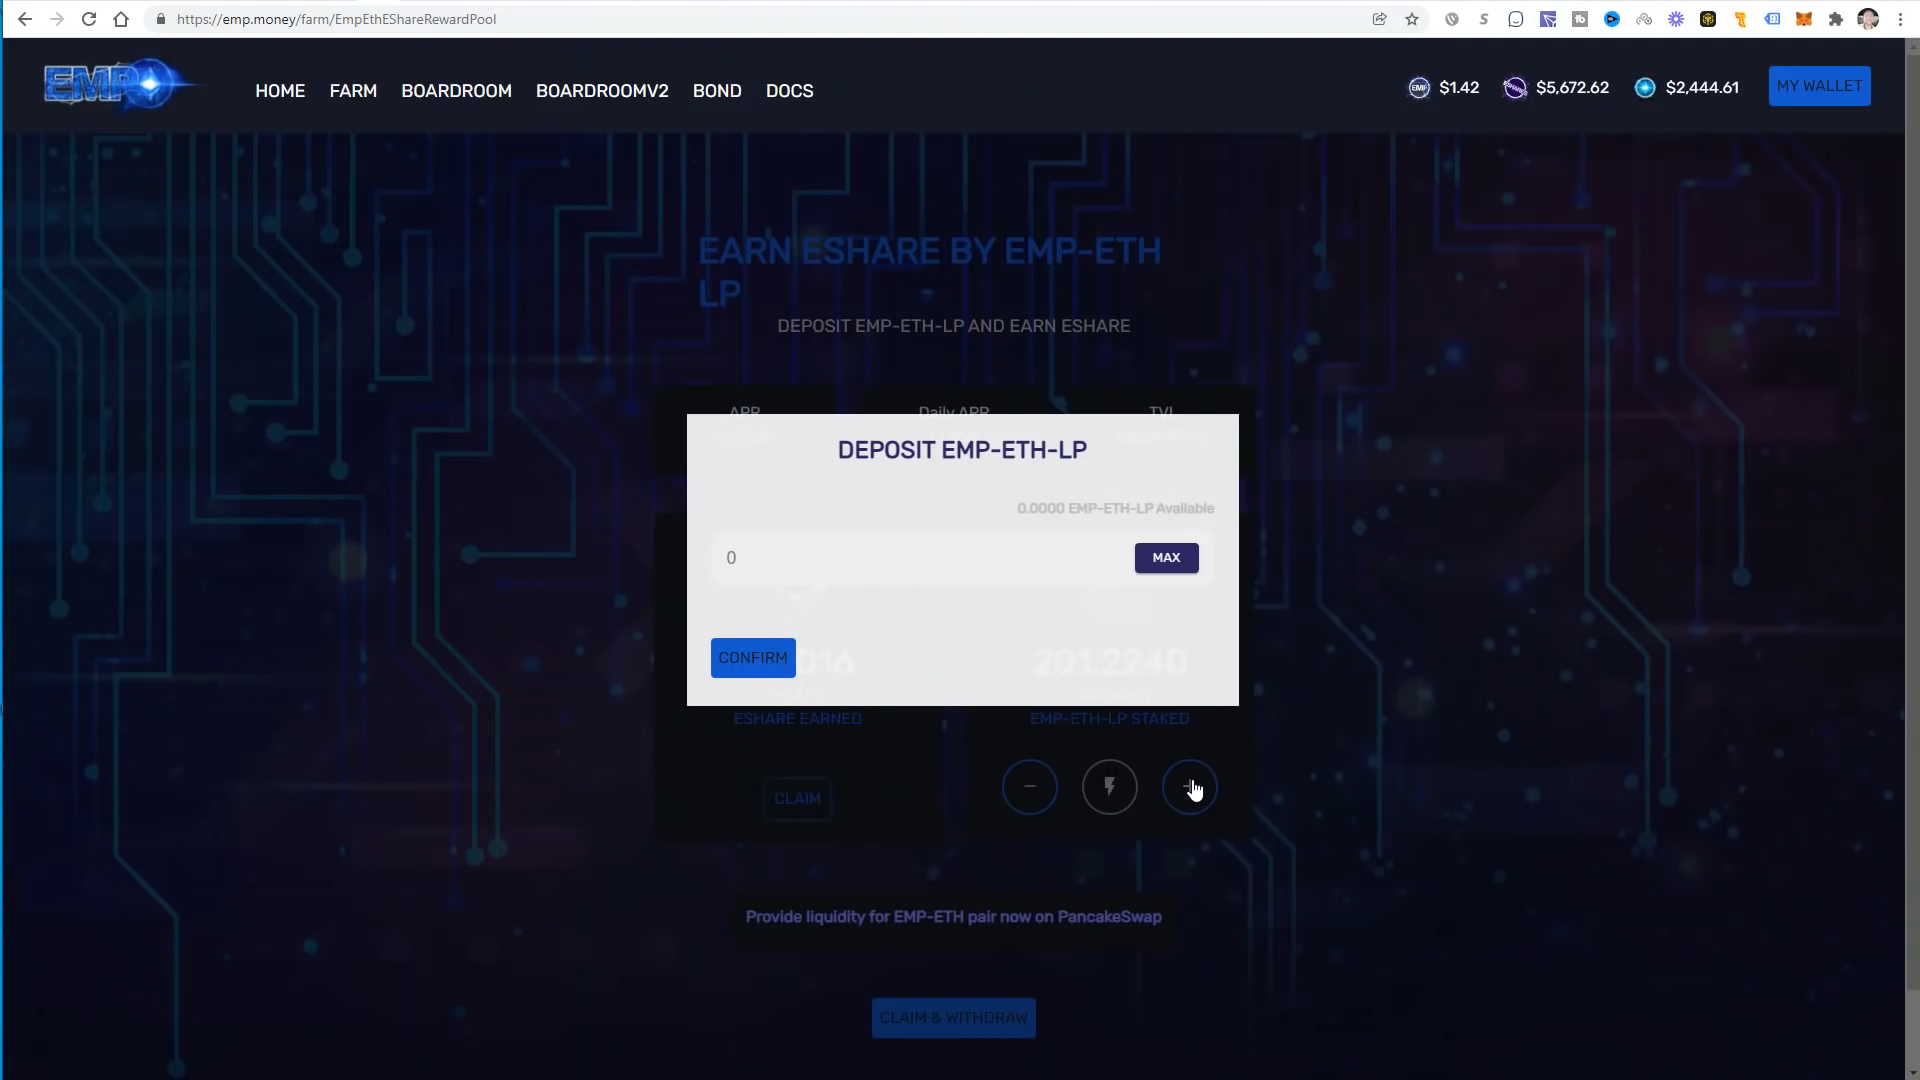 https://emp.money/farm/EmpEthEShareRewardPool
EMP
HOME
FARM
BOARDROOM
BOARDROOMV2
BOND
DOCS
$1.42
$5,672.62
$2,444.61
MY WALLET
EARN ESHARE BY EMP-ETH
LP
DEPOSIT EMP-ETH-LP AND EARN ESHARE
APR
Daily APR
TVL
DEPOSIT EMP-ETH-LP
0.0000 EMP-ETH-LP Available
0
MAX
CONFIRM
016
201.2240
ESHARE EARNED
EMP-ETH-LP STAKED
CLAIM
Provide liquidity for EMP-ETH pair now on PancakeSwap
CLAIM & WITHDRAW